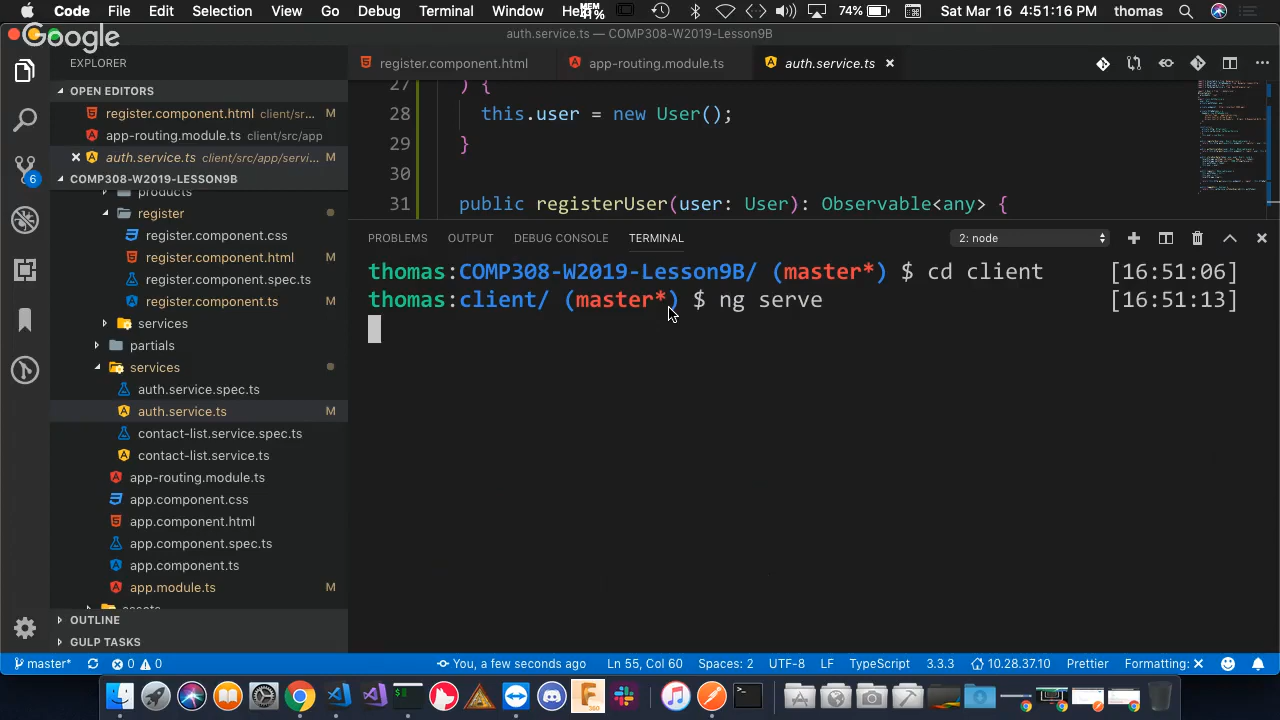 Code File Edit Selection View Go Debug Terminal Window Help MEM 41% 74% Sat Mar 16 4:51:16 PM thomas
Google
auth.service.ts — COMP308-W2019-Lesson9B
EXPLORER
OPEN EDITORS
register.component.html client/sr... M
app-routing.module.ts client/src/app
auth.service.ts client/src/app/servi... M
COMP308-W2019-LESSON9B
products
register
register.component.css
register.component.html M
register.component.spec.ts
register.component.ts M
services
partials
services
auth.service.spec.ts
auth.service.ts M
contact-list.service.spec.ts
contact-list.service.ts
app-routing.module.ts
app.component.css
app.component.html
app.component.spec.ts
app.component.ts
app.module.ts M
assets
OUTLINE
GULP TASKS
6
register.component.html app-routing.module.ts auth.service.ts
27 ) {
28 this.user = new User();
29 }
30
31 public registerUser(user: User): Observable<any> {
PROBLEMS OUTPUT DEBUG CONSOLE TERMINAL 2: node
thomas:COMP308-W2019-Lesson9B/ (master*) $ cd client [16:51:06]
thomas:client/ (master*) $ ng serve [16:51:13]
master* 0 0 You, a few seconds ago Ln 55, Col 60 Spaces: 2 UTF-8 LF TypeScript 3.3.3 10.28.37.10 Prettier Formatting: ✕
F
360